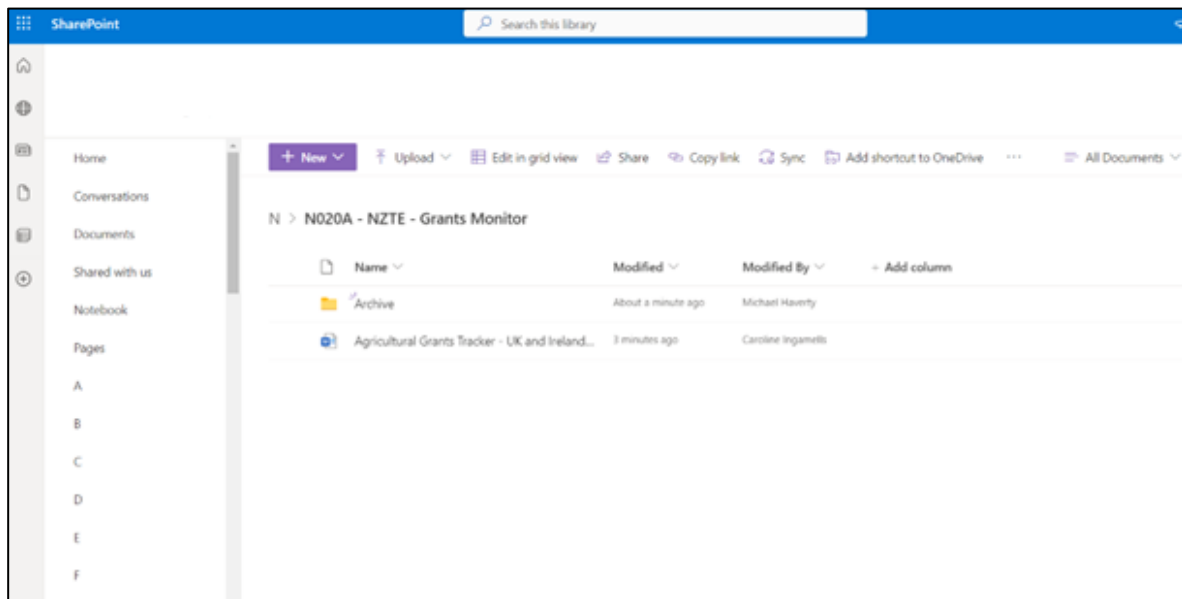 SharePoint
Search this library
Home
Conversations
Documents
Shared with us
Notebook
Pages
A
B
C
D
E
F
+ New
Upload
Edit in grid view
Share
Copy link
Sync
Add shortcut to OneDrive
...
All Documents
N > N020A - NZTE - Grants Monitor
Name Modified Modified By + Add column
Archive About a minute ago Michael Haverty
Agricultural Grants Tracker - UK and Ireland... 3 minutes ago Caroline Ingamells